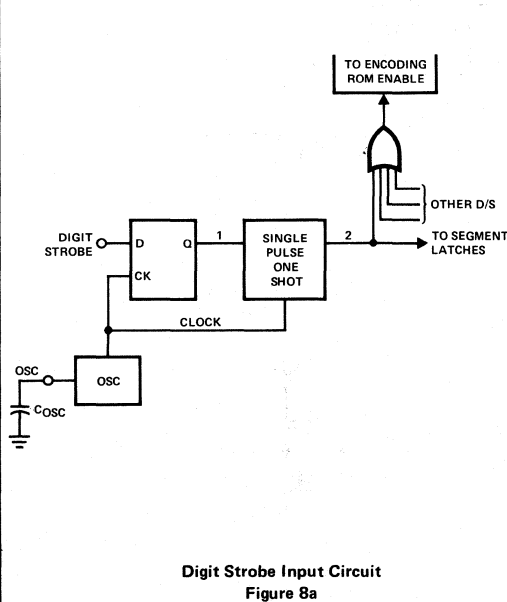 TO ENCODING
ROM ENABLE
OTHER D/S
DIGIT
STROBE
D
Q
1
SINGLE
PULSE
ONE
SHOT
2
TO SEGMENT
LATCHES
CK
CLOCK
OSC
OSC
COSC
Digit Strobe Input Circuit
Figure 8a